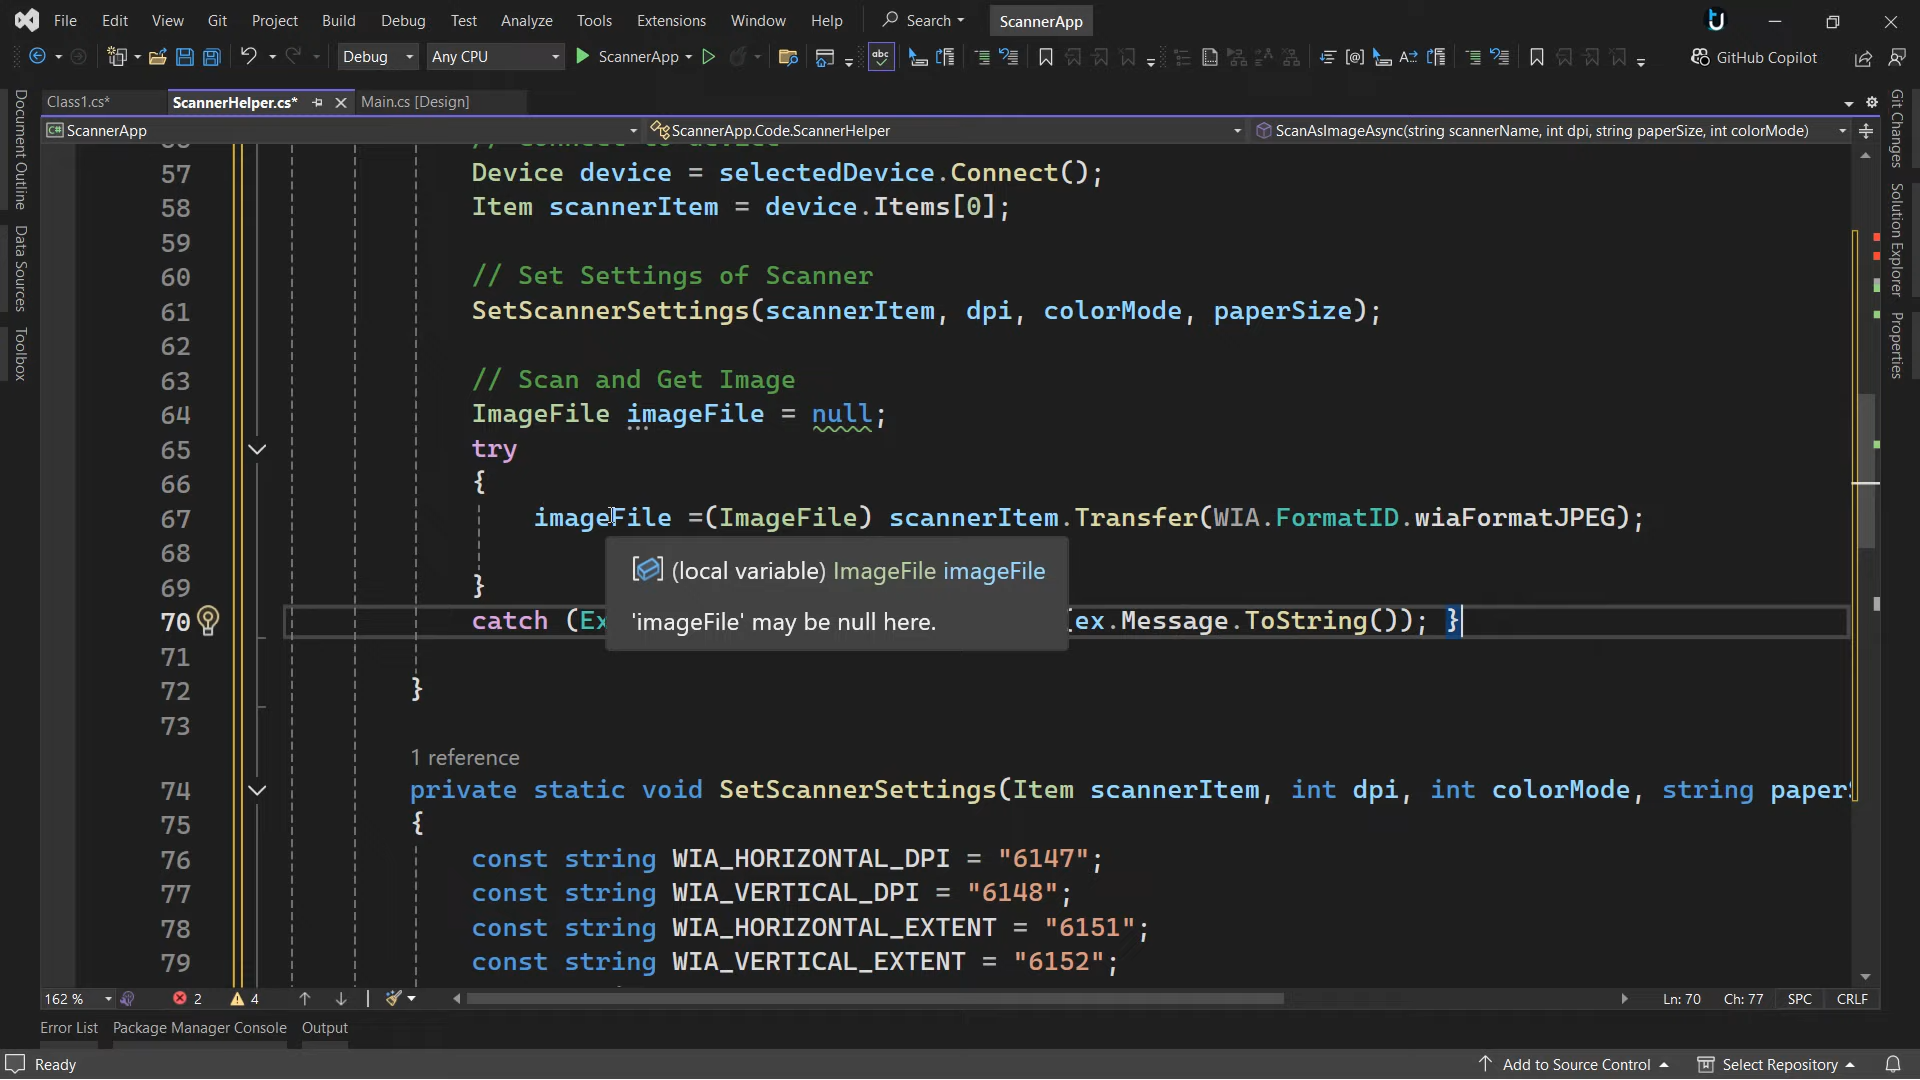 File Edit View Git Project Build Debug Test Analyze Tools Extensions Window Help Search ScannerApp
Debug Any CPU ScannerApp abc GitHub Copilot
Class1.cs* ScannerHelper.cs* Main.cs [Design]
C# ScannerApp ScannerApp.Code.ScannerHelper ScanAsImageAsync(string scannerName, int dpi, string paperSize, int colorMode)
Document Outline
Data Sources
Toolbox
Git Changes
Solution Explorer
Properties
57 Device device = selectedDevice.Connect();
58 Item scannerItem = device.Items[0];
59
60 // Set Settings of Scanner
61 SetScannerSettings(scannerItem, dpi, colorMode, paperSize);
62
63 // Scan and Get Image
64 ImageFile imageFile = null;
65 try
66 {
67 imageFile =(ImageFile) scannerItem.Transfer(WIA.FormatID.wiaFormatJPEG);
68
(local variable) ImageFile imageFile
69 }
70 catch (Ex (ex.Message.ToString()); }
'imageFile' may be null here.
71
72 }
73
1 reference
74 private static void SetScannerSettings(Item scannerItem, int dpi, int colorMode, string paperS
75 {
76 const string WIA_HORIZONTAL_DPI = "6147";
77 const string WIA_VERTICAL_DPI = "6148";
78 const string WIA_HORIZONTAL_EXTENT = "6151";
79 const string WIA_VERTICAL_EXTENT = "6152";
162 % 2 4 Ln: 70 Ch: 77 SPC CRLF
Error List Package Manager Console Output
Ready Add to Source Control Select Repository